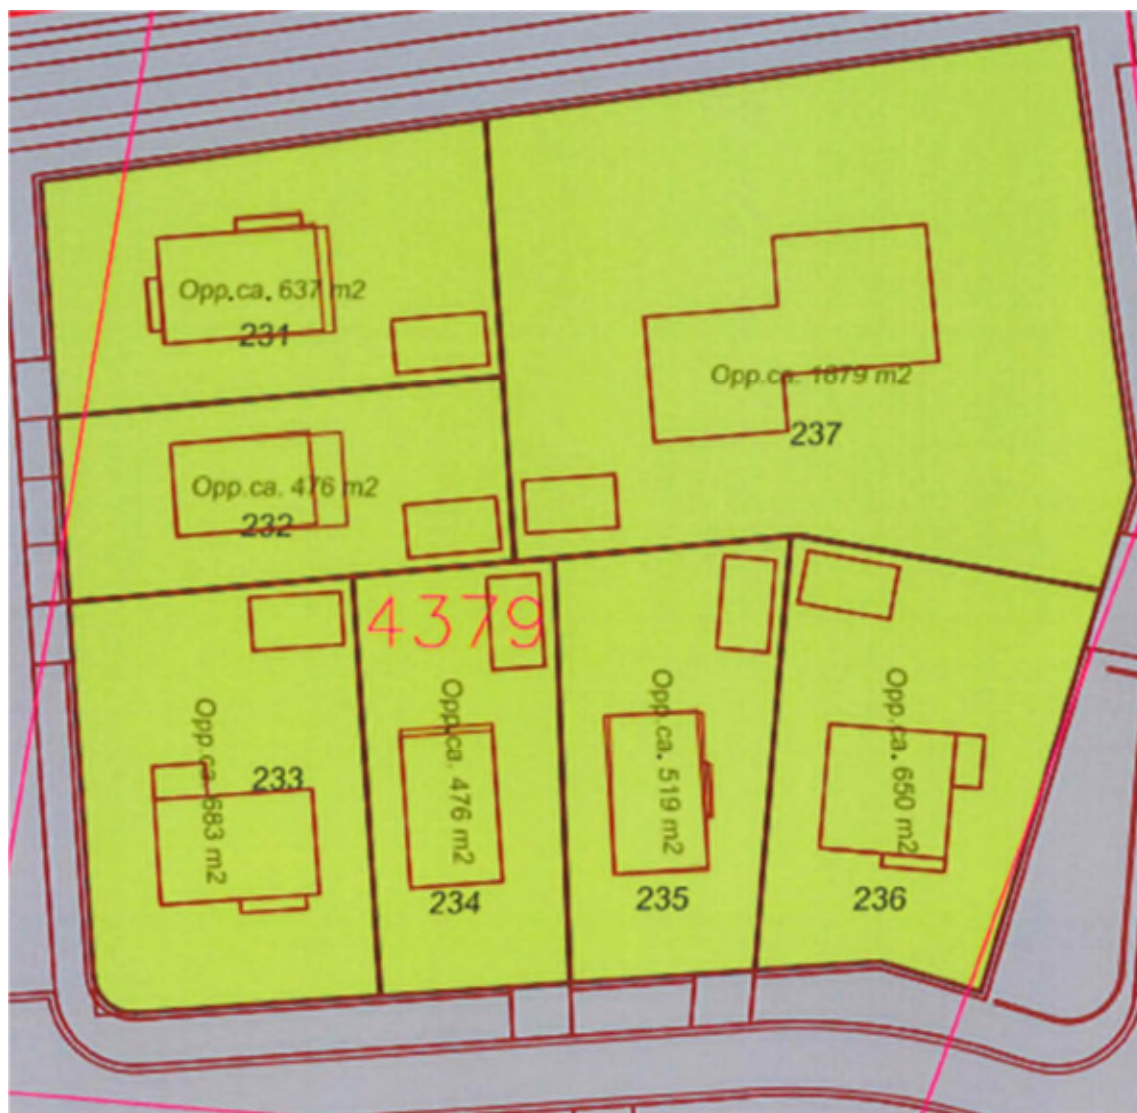 Opp.ca. 637 m2
231
Opp.ca. 1879 m2
237
Opp.ca. 476 m2
232
4379
Opp.ca. 683 m2
233
Opp.ca. 476 m2
234
Opp.ca. 519 m2
235
Opp.ca. 650 m2
236